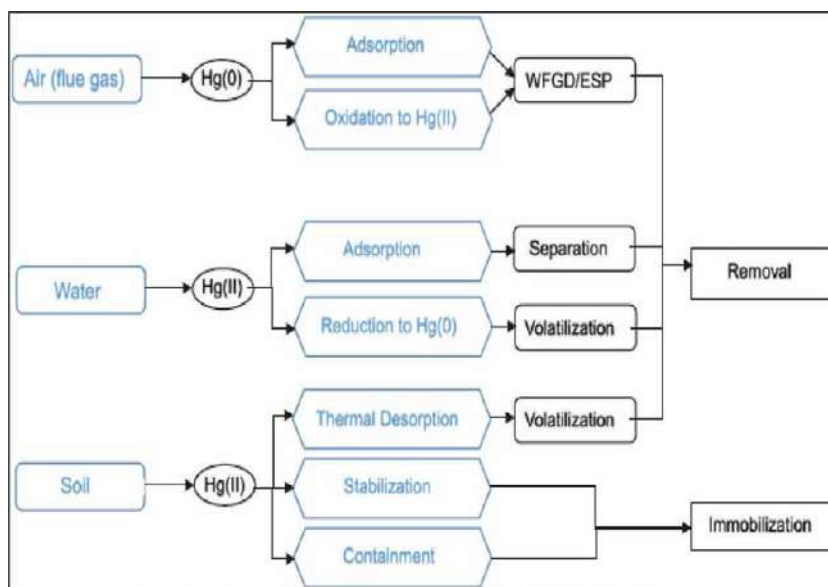 Adsorption
Air (flue gas)
Hg(0)
WFGD/ESP
Oxidation to Hg(II)
Adsorption
Separation
Removal
Water
Hg(II)
Reduction to Hg(0)
Volatilization
Thermal Desorption
Volatilization
Soil
Hg(II)
Stabilization
Immobilization
Containment